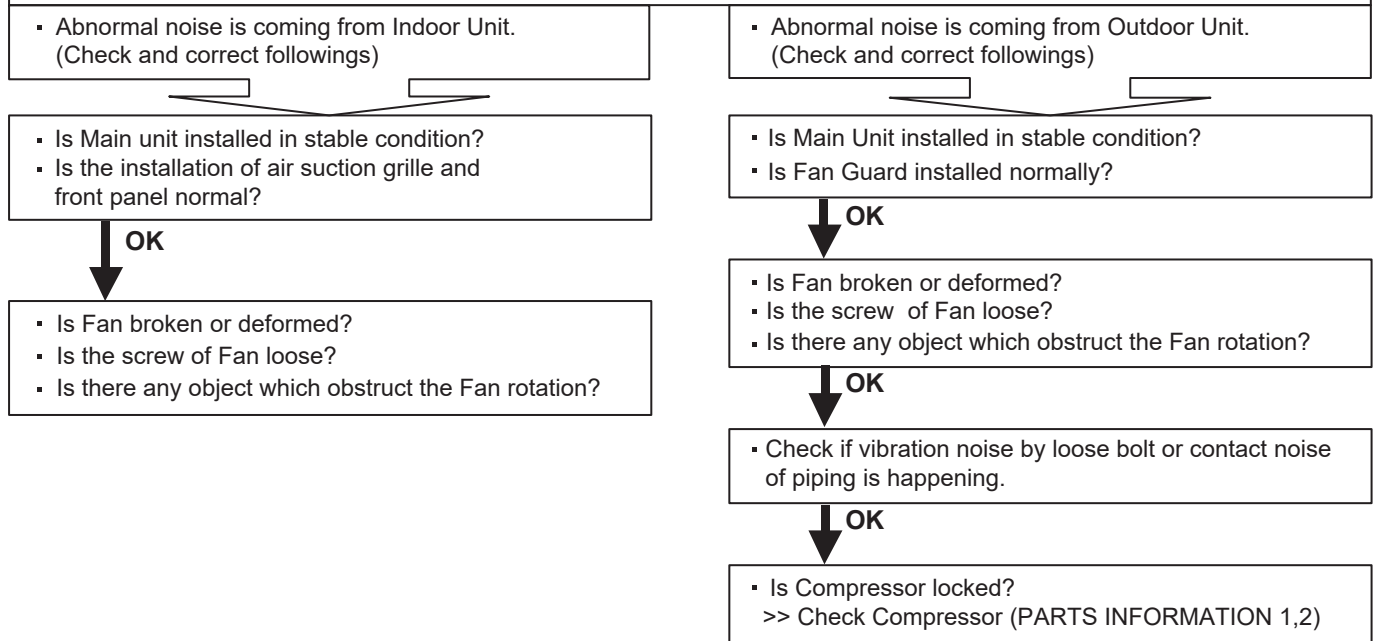 ▪ Abnormal noise is coming from Indoor Unit.
(Check and correct followings)
▪ Is Main unit installed in stable condition?
▪ Is the installation of air suction grille and
front panel normal?
OK
▪ Is Fan broken or deformed?
▪ Is the screw of Fan loose?
▪ Is there any object which obstruct the Fan rotation?
▪ Abnormal noise is coming from Outdoor Unit.
(Check and correct followings)
▪ Is Main Unit installed in stable condition?
▪ Is Fan Guard installed normally?
OK
▪ Is Fan broken or deformed?
▪ Is the screw of Fan loose?
▪ Is there any object which obstruct the Fan rotation?
OK
▪ Check if vibration noise by loose bolt or contact noise
of piping is happening.
OK
▪ Is Compressor locked?
>> Check Compressor (PARTS INFORMATION 1,2)